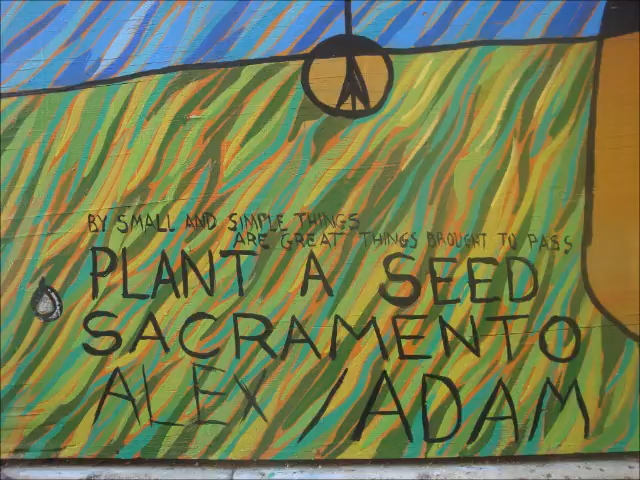 BY SMALL AND SIMPLE THINGS
ARE GREAT THINGS BROUGHT TO PASS
PLANT A SEED
SACRAMENTO
ALEX / ADAM